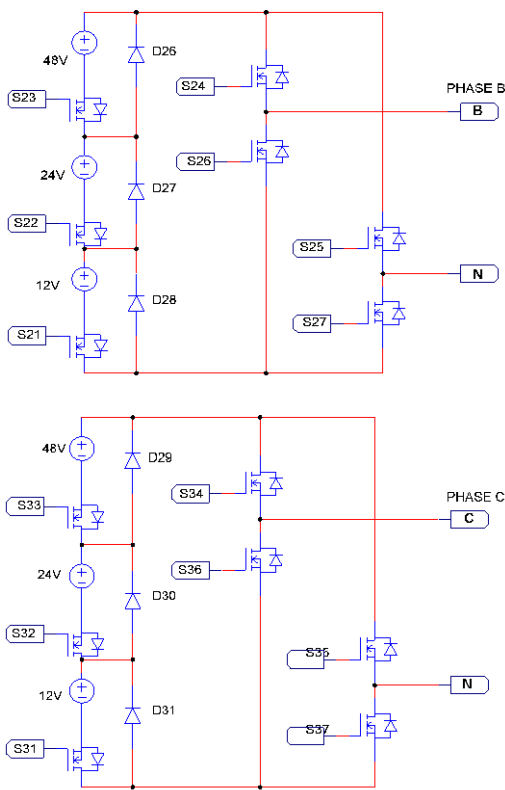 48V
D26
S23
S24
PHASE B
B
24V
S26
D27
S22
S25
N
12V
D28
S27
S21
48V
D29
S33
S34
PHASE C
C
24V
S36
D30
S32
S35
N
12V
D31
S37
S31